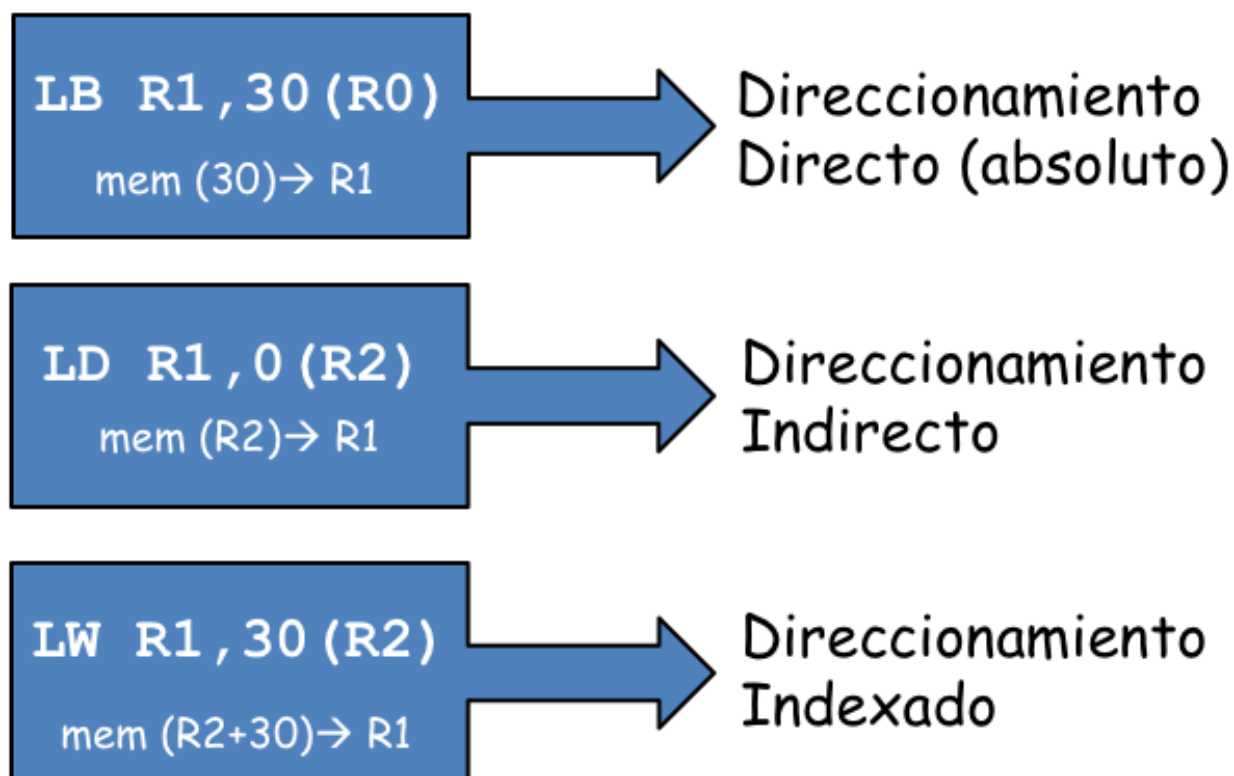 LB R1,30(R0)
mem (30)→ R1
Direccionamiento
Directo (absoluto)
LD R1,0(R2)
mem (R2)→ R1
Direccionamiento
Indirecto
LW R1,30(R2)
mem (R2+30)→ R1
Direccionamiento
Indexado